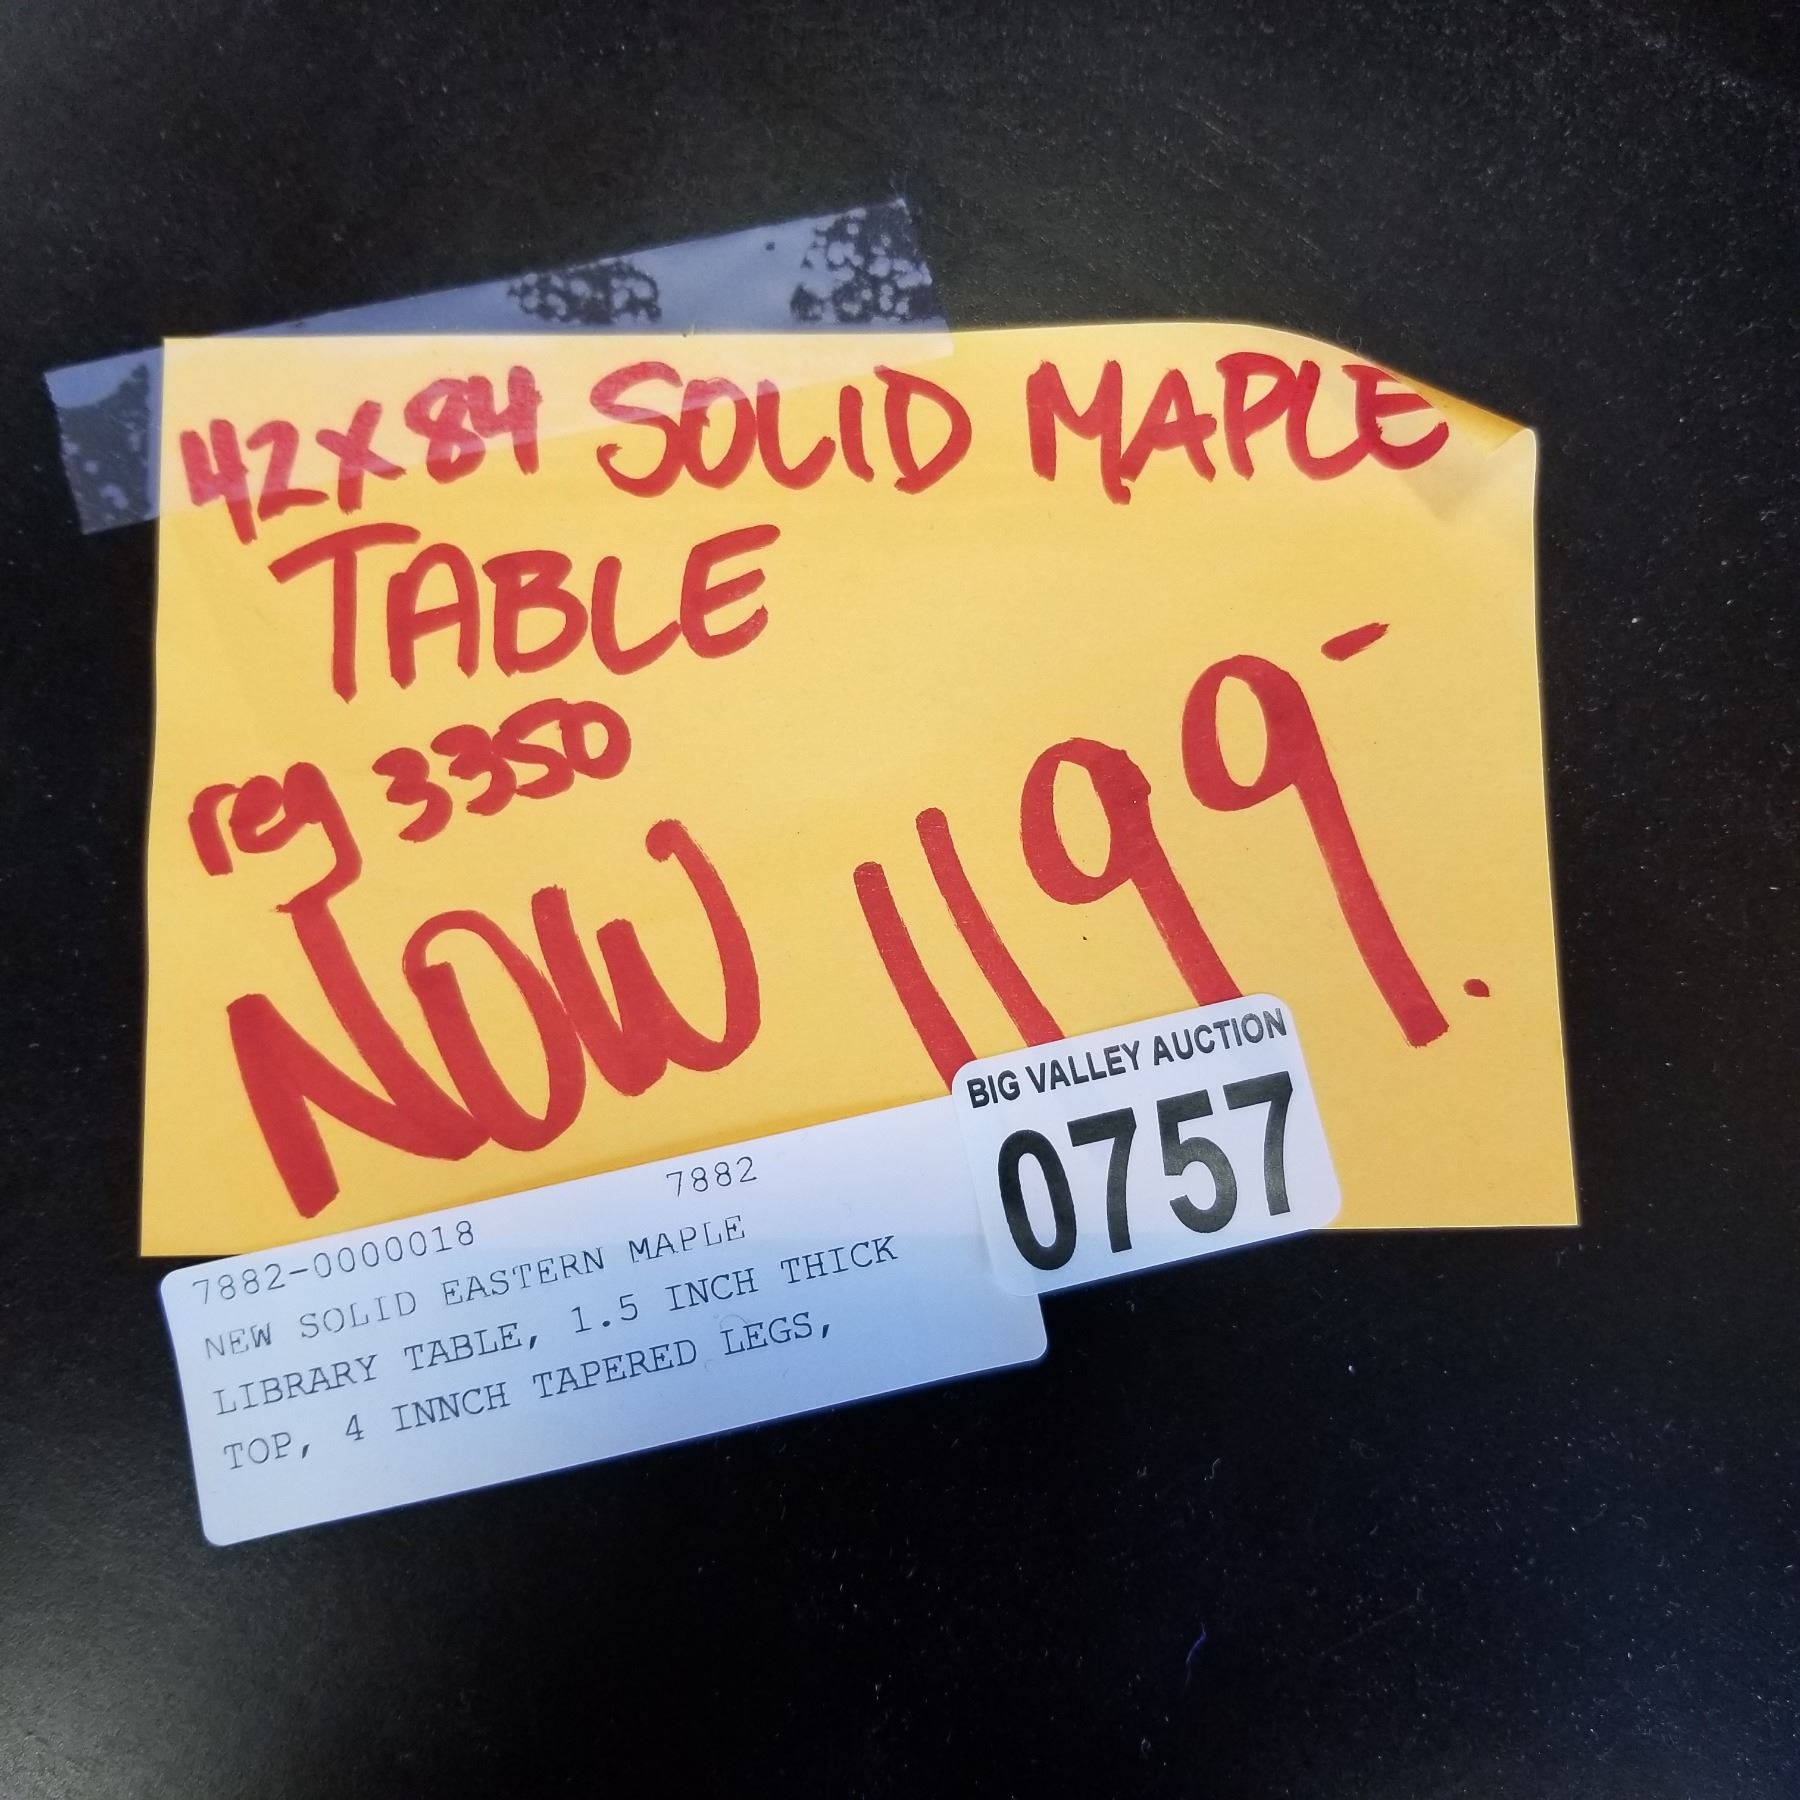 42X84 SOLID MAPLE
TABLE
reg 3350
NOW 1199.-
BIG VALLEY AUCTION
0757
7882-0000018 7882
NEW SOLID EASTERN MAPLE
LIBRARY TABLE, 1.5 INCH THICK
TOP, 4 INNCH TAPERED LEGS,